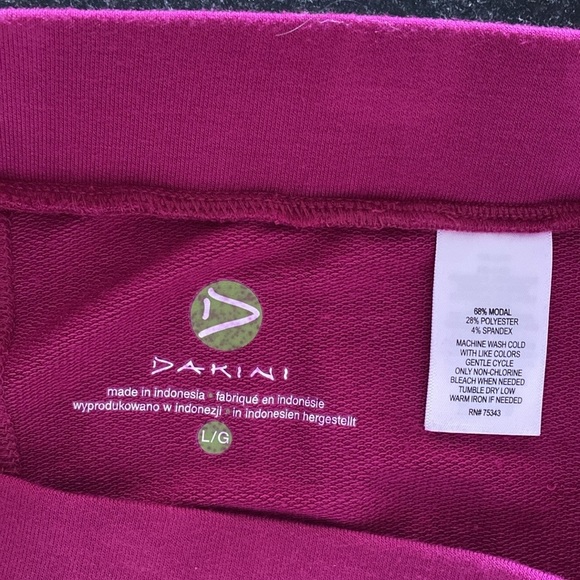 DAKINI
made in indonesia • fabriqué en indonésie
wyprodukowano w indonezji • in indonesien hergestellt
L/G
68% MODAL
28% POLYESTER
4% SPANDEX
MACHINE WASH COLD
WITH LIKE COLORS
GENTLE CYCLE
ONLY NON-CHLORINE
BLEACH WHEN NEEDED
TUMBLE DRY LOW
WARM IRON IF NEEDED
RN# 75343